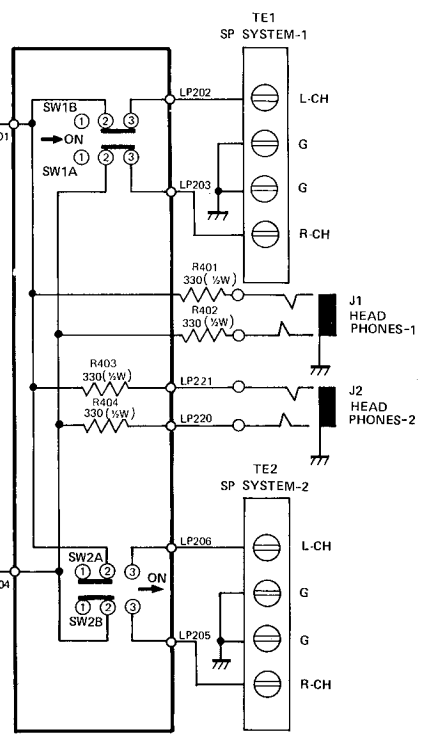 TE1
SP SYSTEM-1
SW1B
LP202
L-CH
① ② ③
ON
G
① ② ③
SW1A
LP203
G
R-CH
R401
330(½W)
R402
330(½W)
J1
HEAD
PHONES-1
R403
330(½W)
LP221
R404
330(½W)
LP220
J2
HEAD
PHONES-2
TE2
SP SYSTEM-2
SW2A
LP206
L-CH
① ② ③
ON
G
① ② ③
SW2B
LP205
G
R-CH